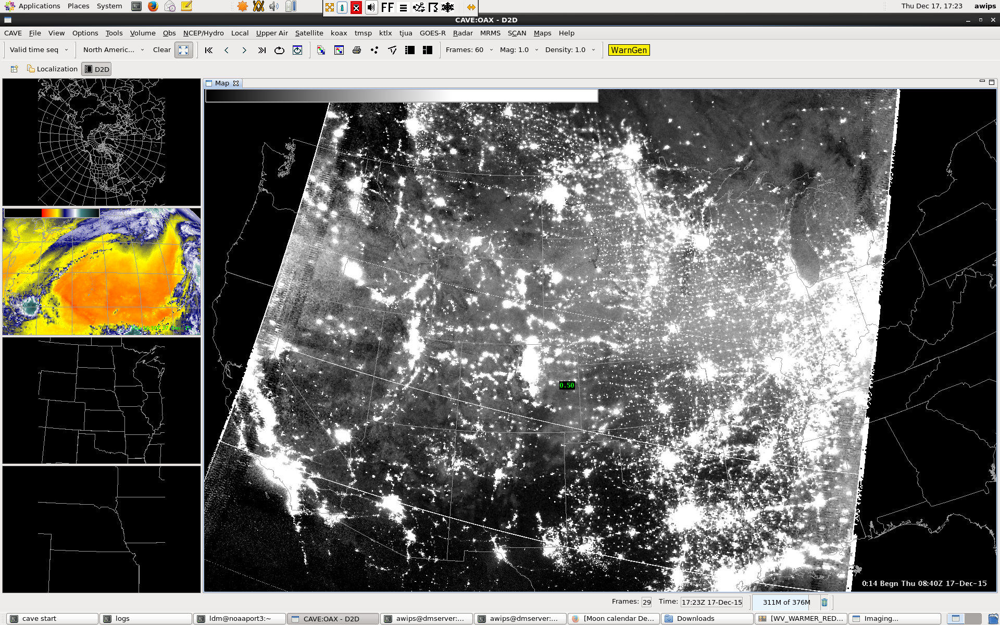 Applications Places System
FF
Thu Dec 17, 17:23 awips
CAVE:OAX - D2D
CAVE File View Options Tools Volume Obs NCEP/Hydro Local Upper Air Satellite koax tmsp ktlx tjua GOES-R Radar MRMS SCAN Maps Help
Valid time seq North Americ... Clear Frames: 60 Mag: 1.0 Density: 1.0 WarnGen
Localization D2D
Map
0.50
0:14 Begn Thu 08:40Z 17-Dec-15
Frames: 29 Time: 17:23Z 17-Dec-15 311M of 376M
cave start logs ldm@noaaport3:~ CAVE:OAX - D2D awips@dmserver:... awips@dmserver:... [Moon calendar De... Downloads [WV_WARMER_RED... Imaging...